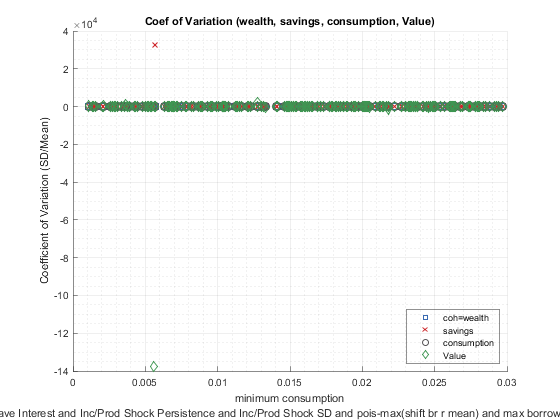 Coef of Variation (wealth, savings, consumption, Value)
×10⁴
4
2
0
-2
-4
-6
-8
-10
-12
-14
Coefficient of Variation (SD/Mean)
coh=wealth
savings
consumption
Value
0 0.005 0.01 0.015 0.02 0.025 0.03
minimum consumption
ave Interest and Inc/Prod Shock Persistence and Inc/Prod Shock SD and pois-max(shift br r mean) and max borrow